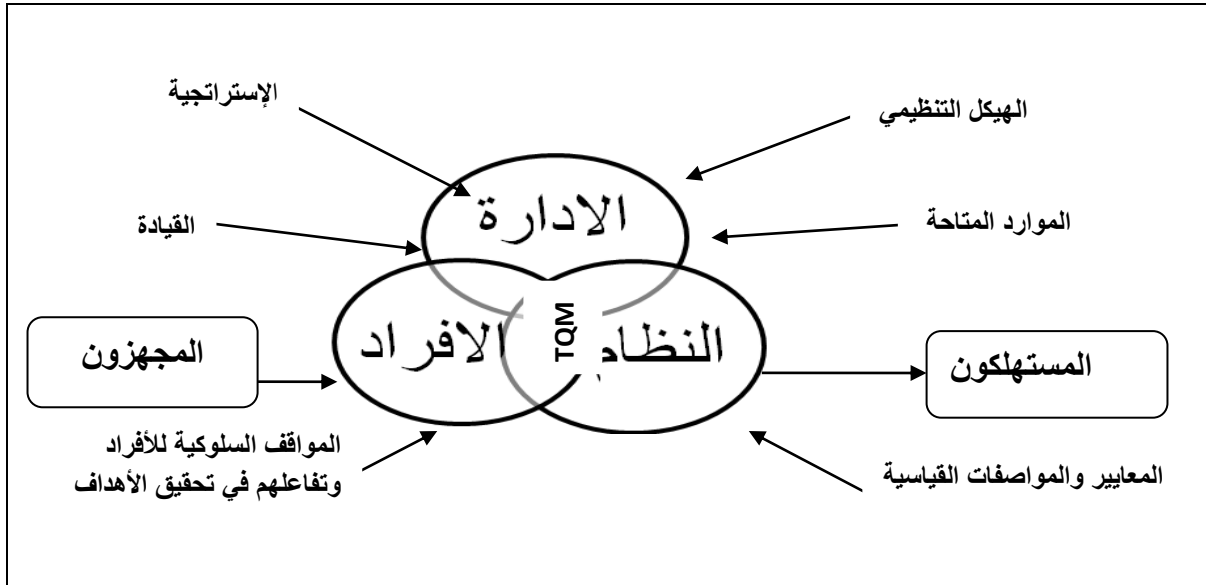 الإستراتجية
الهيكل التنظيمي
الادارة
القيادة
الموارد المتاحة
المجهزون
الافراد
TQM
النظام
المستهلكون
المواقف السلوكية للأفراد
وتفاعلهم في تحقيق الأهداف
المعايير والمواصفات القياسية